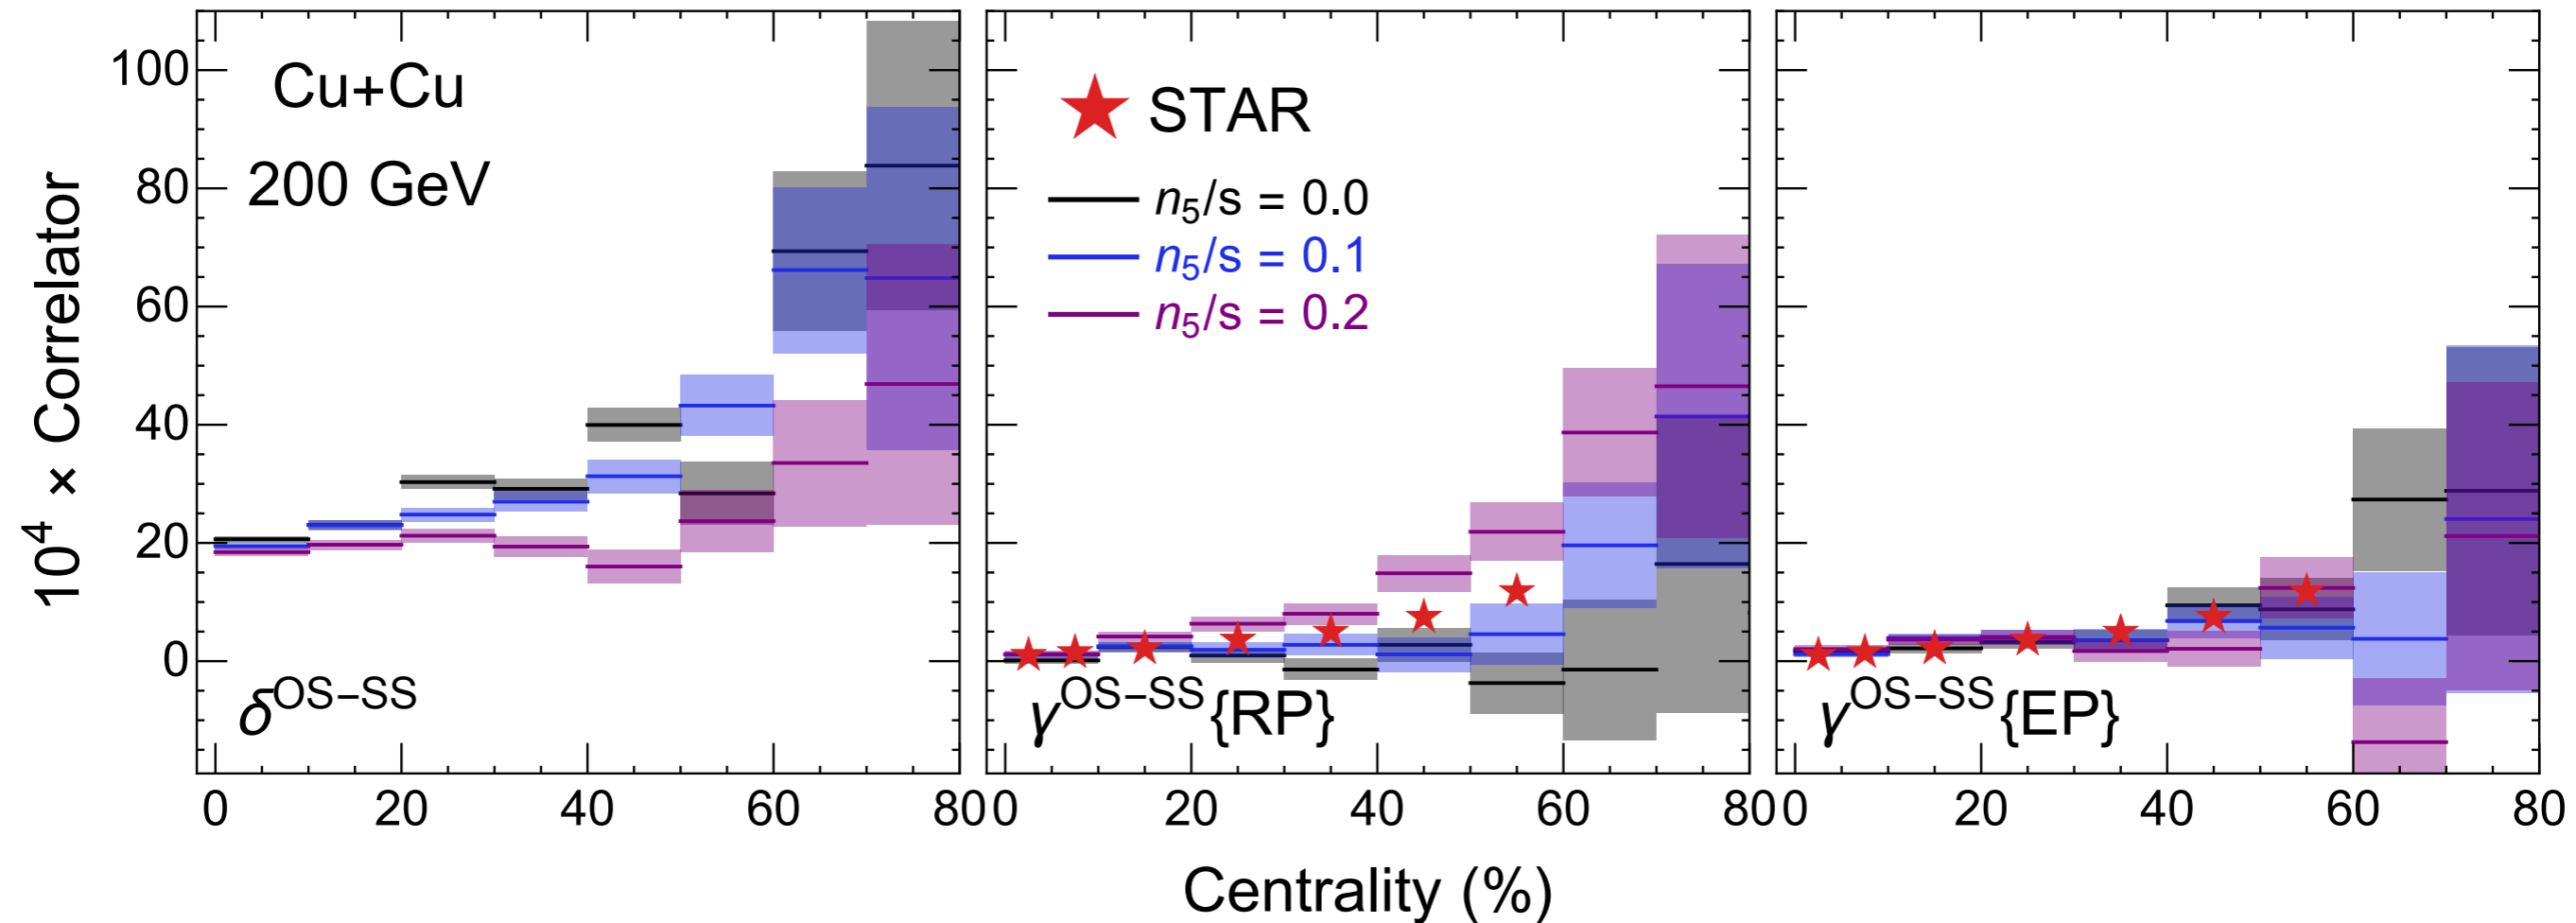 10⁴ × Correlator
100
80
60
40
20
0
Cu+Cu
200 GeV
δ^OS−SS
0 20 40 60 80
★ STAR
n₅/s = 0.0
n₅/s = 0.1
n₅/s = 0.2
γ^OS−SS{RP}
0 20 40 60 80
γ^OS−SS{EP}
0 20 40 60 80
Centrality (%)